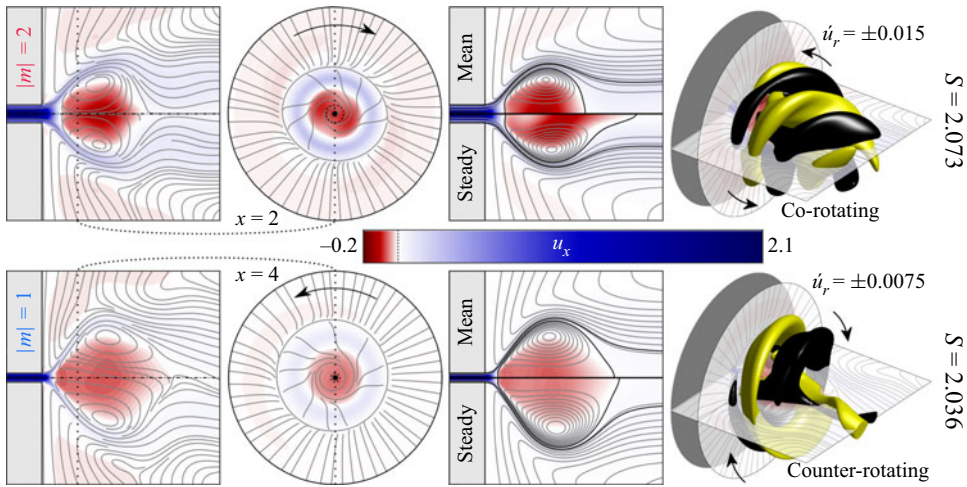 |m| = 2
Mean
Steady
ú_r = ±0.015
S = 2.073
Co-rotating
x = 2
–0.2
u_x
2.1
x = 4
|m| = 1
Mean
Steady
ú_r = ±0.0075
S = 2.036
Counter-rotating